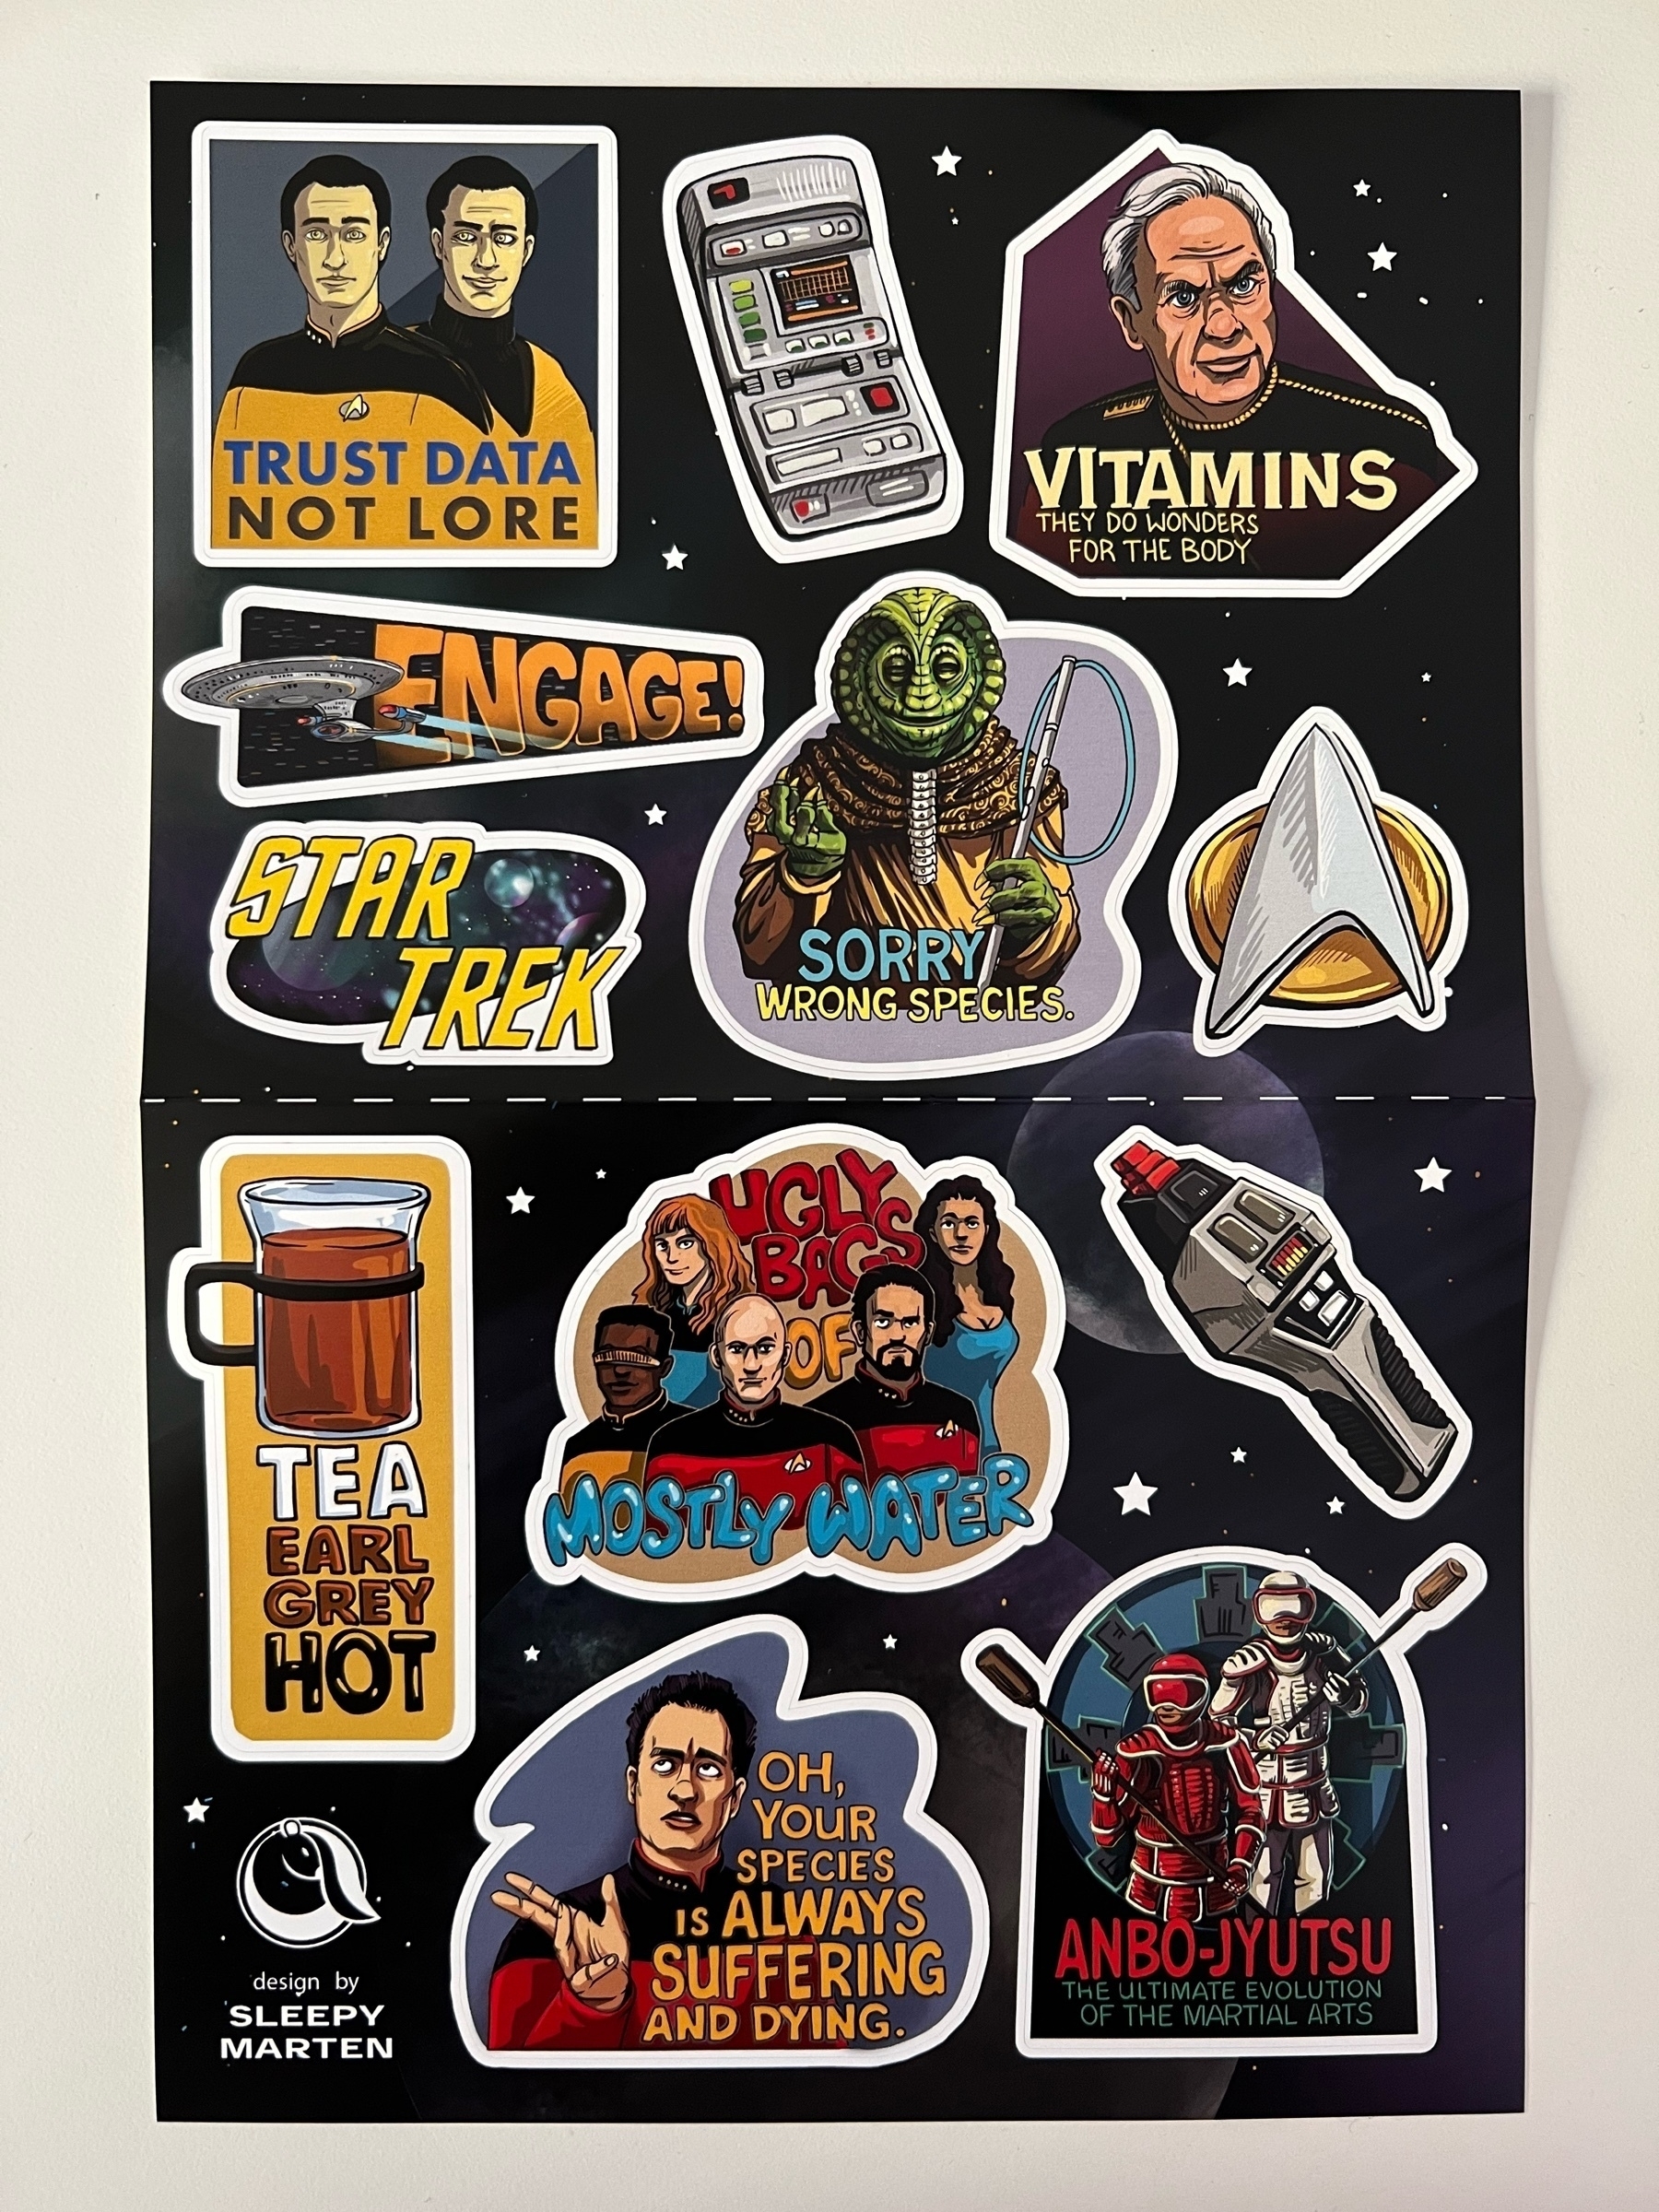 TRUST DATA
NOT LORE
VITAMINS
THEY DO WONDERS
FOR THE BODY
ENGAGE!
STAR
TREK
SORRY
WRONG SPECIES.
TEA
EARL
GREY
HOT
UGLY
BAGS
OF
MOSTLY WATER
OH,
YOUR
SPECIES
IS ALWAYS
SUFFERING
AND DYING.
ANBO-JYUTSU
THE ULTIMATE EVOLUTION
OF THE MARTIAL ARTS
design by
SLEEPY
MARTEN